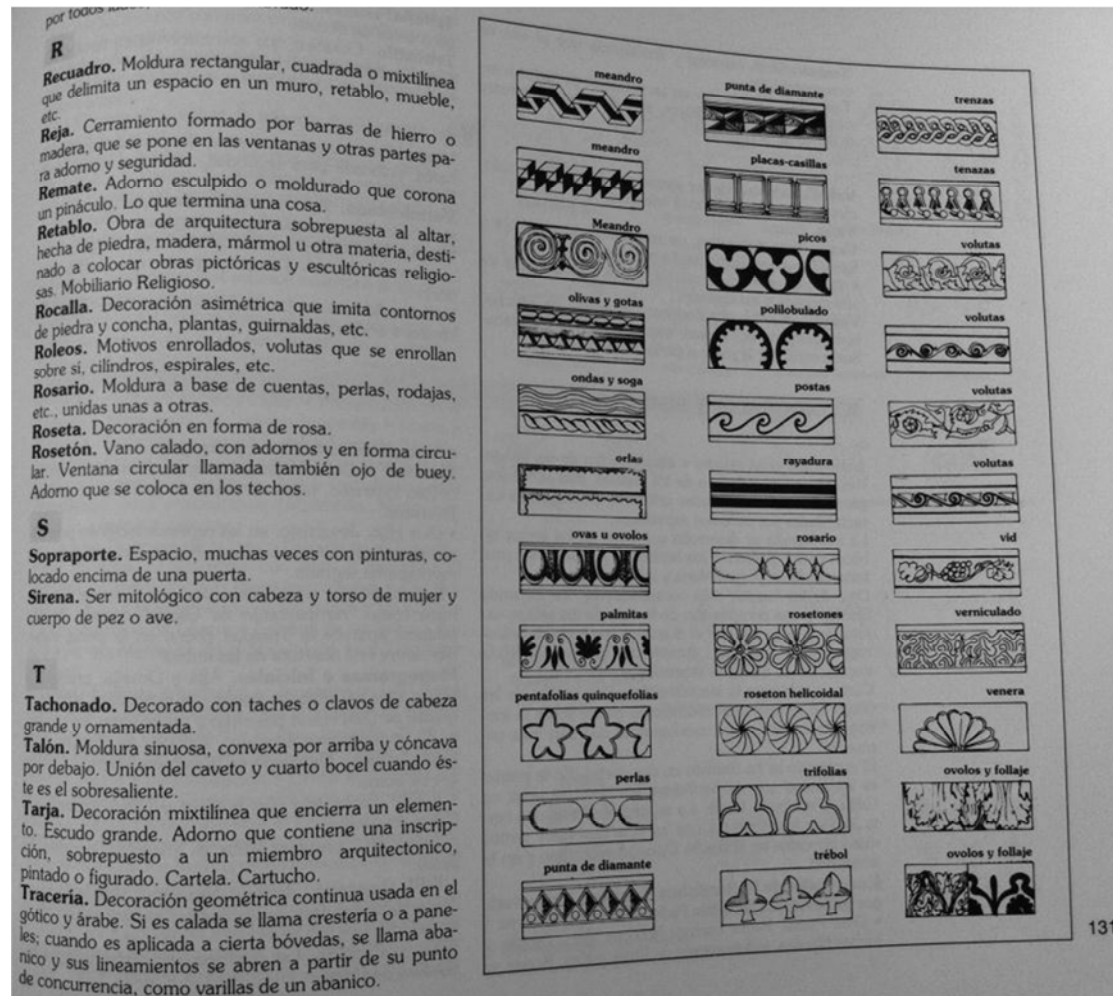 por todos
R
Recuadro. Moldura rectangular, cuadrada o mixtilínea
que delimita un espacio en un muro, retablo, mueble,
etc.
Reja. Cerramiento formado por barras de hierro o
madera, que se pone en las ventanas y otras partes pa-
ra adorno y seguridad.
Remate. Adorno esculpido o moldurado que corona
un pináculo. Lo que termina una cosa.
Retablo. Obra de arquitectura sobrepuesta al altar,
hecha de piedra, madera, mármol u otra materia, desti-
nado a colocar obras pictóricas y escultóricas religio-
sas. Mobiliario Religioso.
Rocalla. Decoración asimétrica que imita contornos
de piedra y concha, plantas, guirnaldas, etc.
Roleos. Motivos enrollados, volutas que se enrollan
sobre si, cilindros, espirales, etc.
Rosario. Moldura a base de cuentas, perlas, rodajas,
etc., unidas unas a otras.
Roseta. Decoración en forma de rosa.
Rosetón. Vano calado, con adornos y en forma circu-
lar. Ventana circular llamada también ojo de buey.
Adorno que se coloca en los techos.
S
Sopraporte. Espacio, muchas veces con pinturas, co-
locado encima de una puerta.
Sirena. Ser mitológico con cabeza y torso de mujer y
cuerpo de pez o ave.
T
Tachonado. Decorado con taches o clavos de cabeza
grande y ornamentada.
Talón. Moldura sinuosa, convexa por arriba y cóncava
por debajo. Unión del caveto y cuarto bocel cuando és-
te es el sobresaliente.
Tarja. Decoración mixtilínea que encierra un elemen-
to. Escudo grande. Adorno que contiene una inscrip-
ción, sobrepuesto a un miembro arquitectonico,
pintado o figurado. Cartela. Cartucho.
Tracería. Decoración geométrica continua usada en el
gótico y árabe. Si es calada se llama crestería o a pane-
les; cuando es aplicada a cierta bóvedas, se llama aba-
nico y sus lineamientos se abren a partir de su punto
de concurrencia, como varillas de un abanico.
meandro
meandro
Meandro
olivas y gotas
ondas y soga
orlas
ovas u ovolos
palmitas
pentafolias quinquefolias
perlas
punta de diamante
punta de diamante
placas-casillas
picos
polilobulado
postas
rayadura
rosario
rosetones
roseton helicoidal
trifolias
trébol
trenzas
tenazas
volutas
volutas
volutas
volutas
vid
verniculado
venera
ovolos y follaje
ovolos y follaje
131